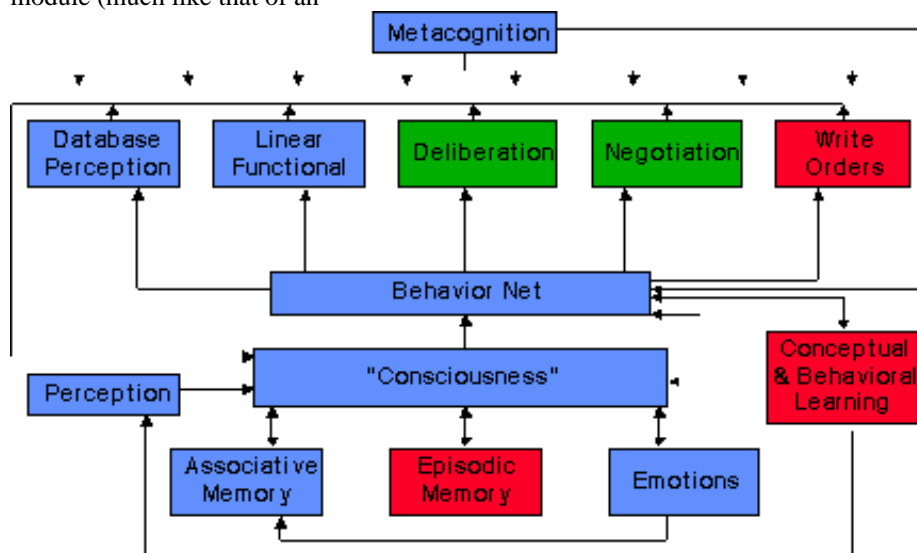 module (much like that of an
Metacognition
Database
Perception
Linear
Functional
Deliberation
Negotiation
Write
Orders
Behavior Net
"Consciousness"
Perception
Conceptual
& Behavioral
Learning
Associative
Memory
Episodic
Memory
Emotions